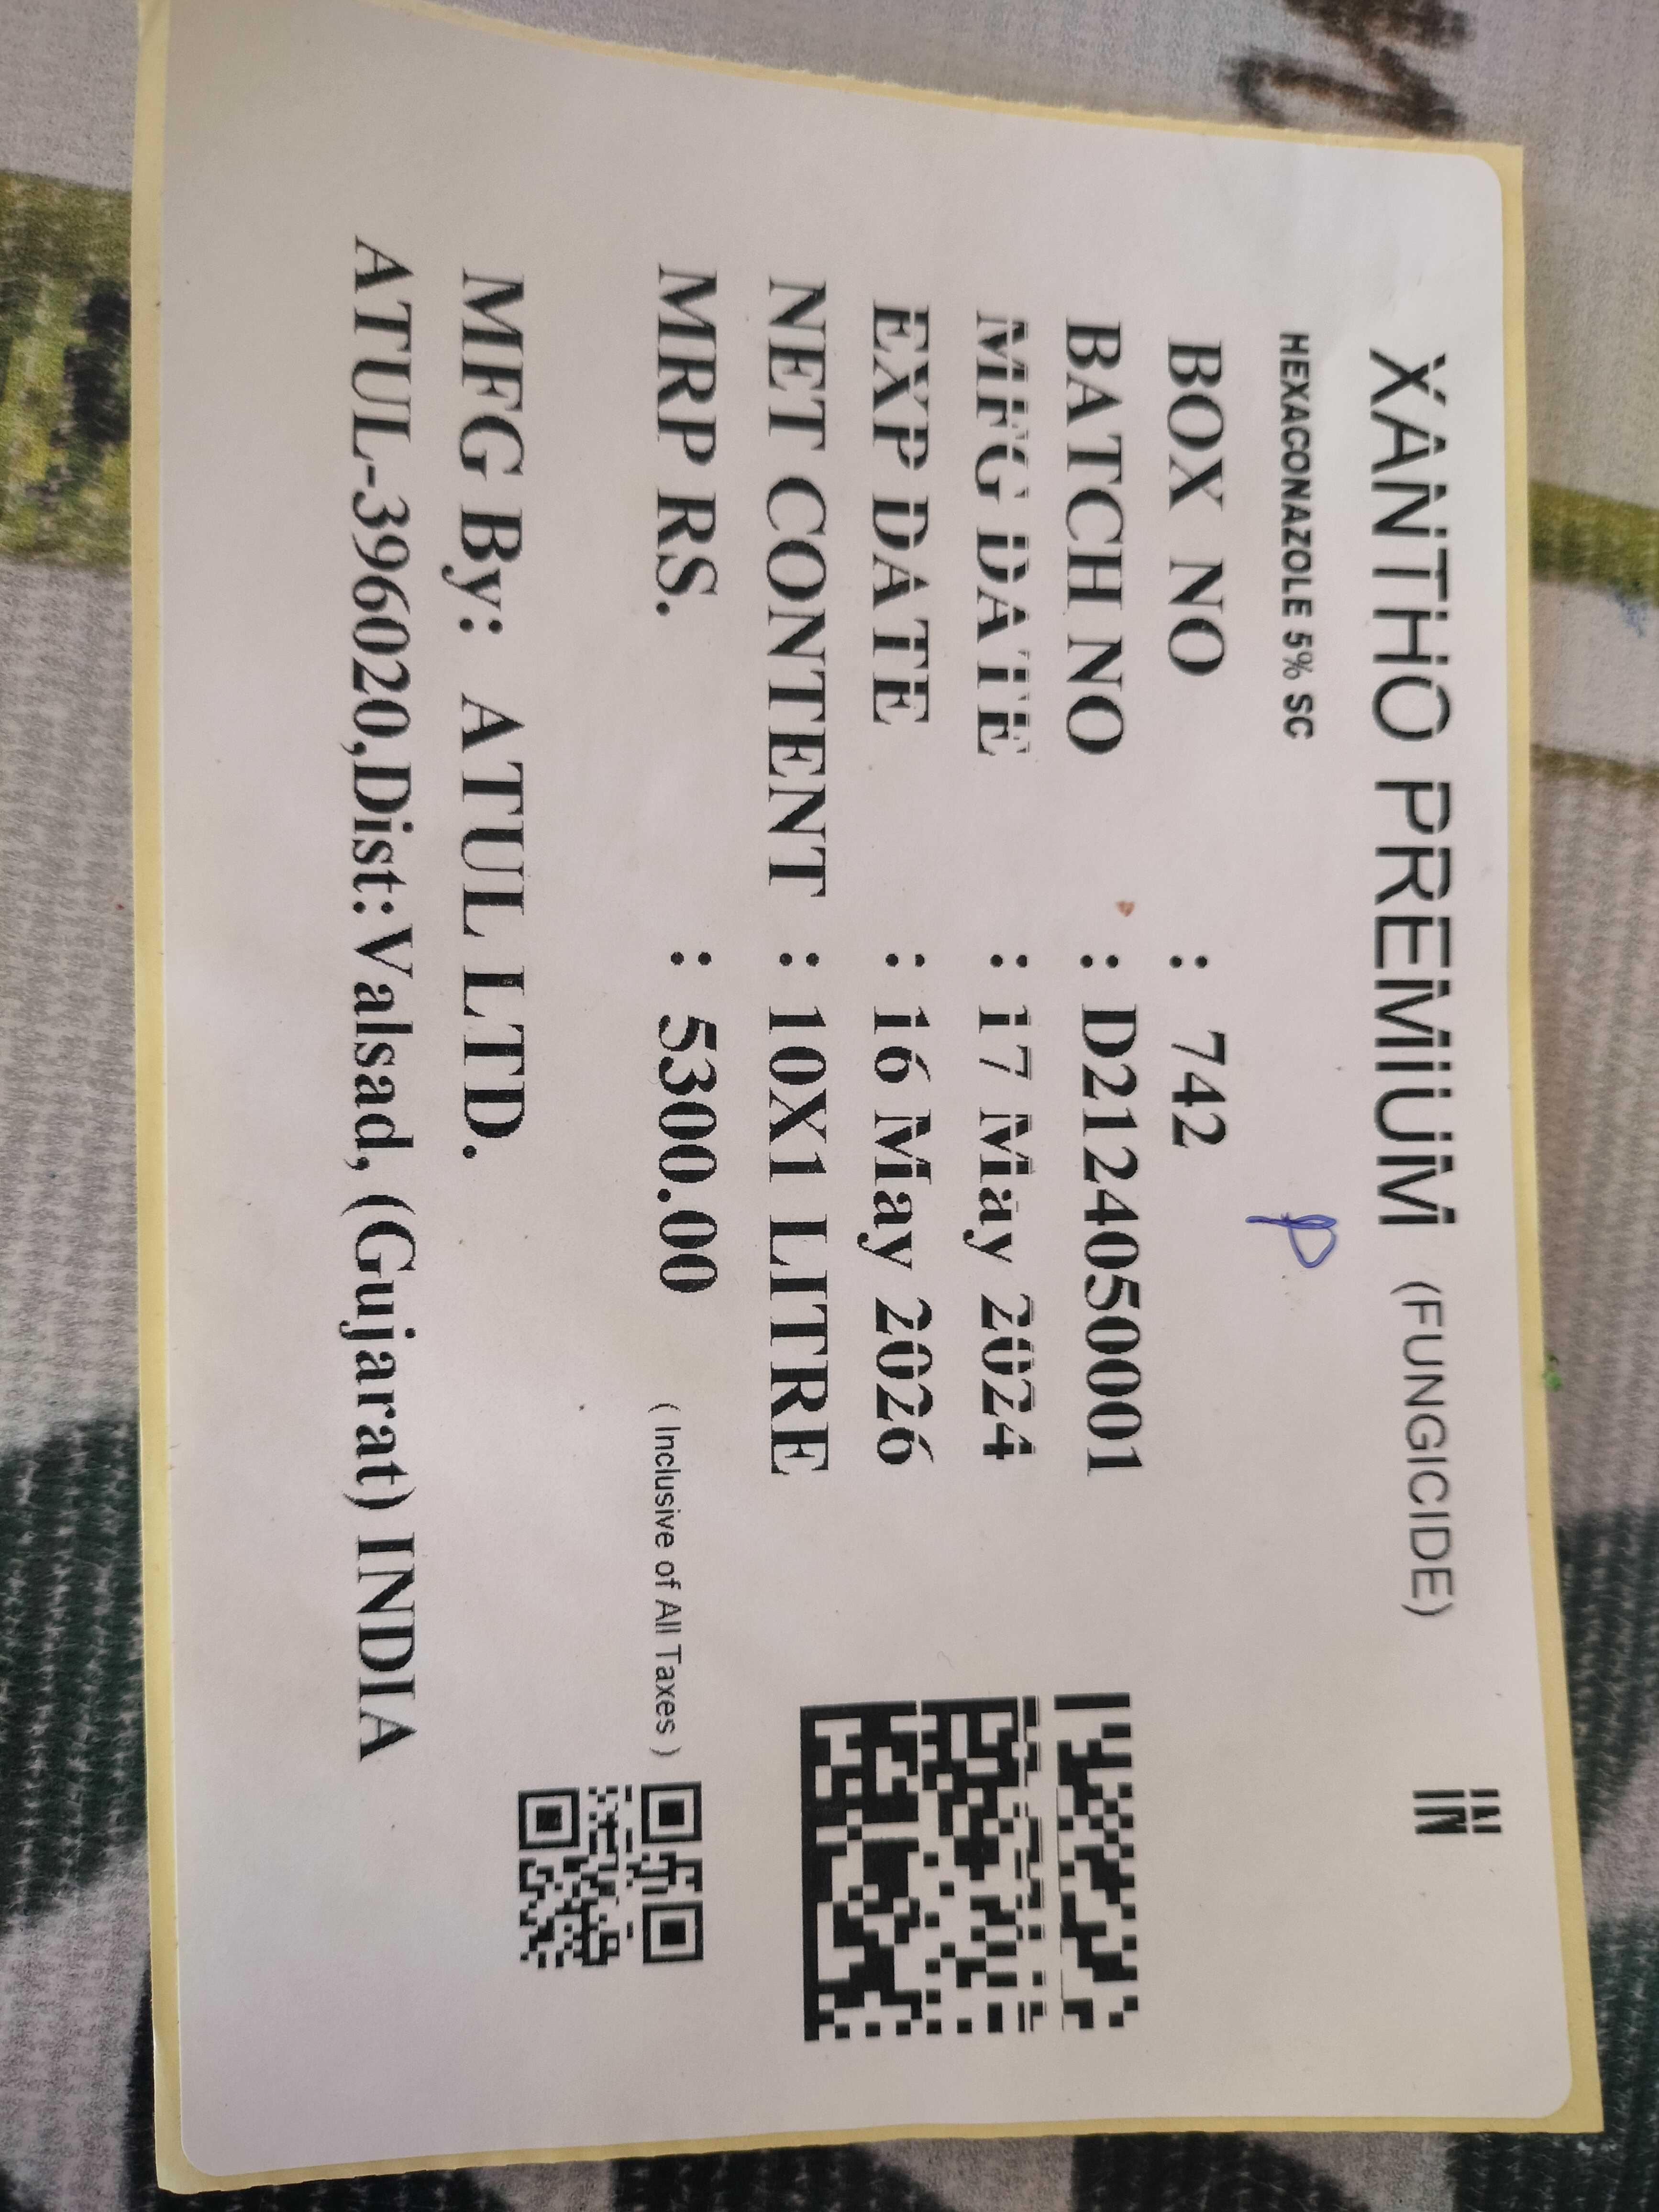 XANTHO PREMIUM (FUNGICIDE) IN
HEXACONAZOLE 5% SC
BOX NO : 742
BATCH NO : D2124050001
MFG DATE : 17 May 2024
EXP DATE : 16 May 2026
NET CONTENT : 10X1 LITRE
MRP RS. : 5300.00 ( Inclusive of All Taxes )
MFG By: ATUL LTD.
ATUL-396020,Dist:Valsad, (Gujarat) INDIA